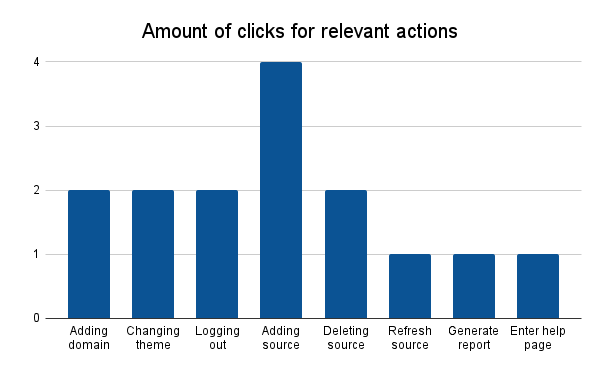 Amount of clicks for relevant actions
4
3
2
1
0
Adding domain
Changing theme
Logging out
Adding source
Deleting source
Refresh source
Generate report
Enter help page